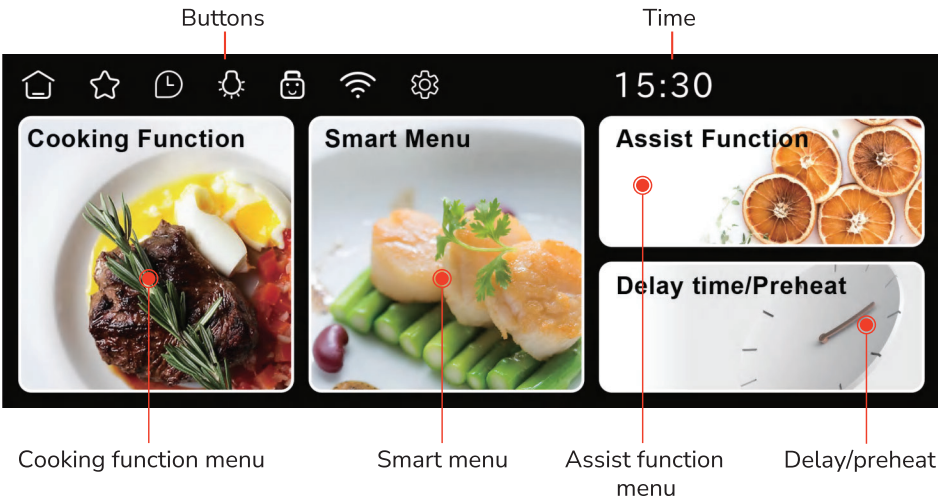 Buttons
Time
15:30
Cooking Function
Smart Menu
Assist Function
Delay time/Preheat
Cooking function menu
Smart menu
Assist function
menu
Delay/preheat